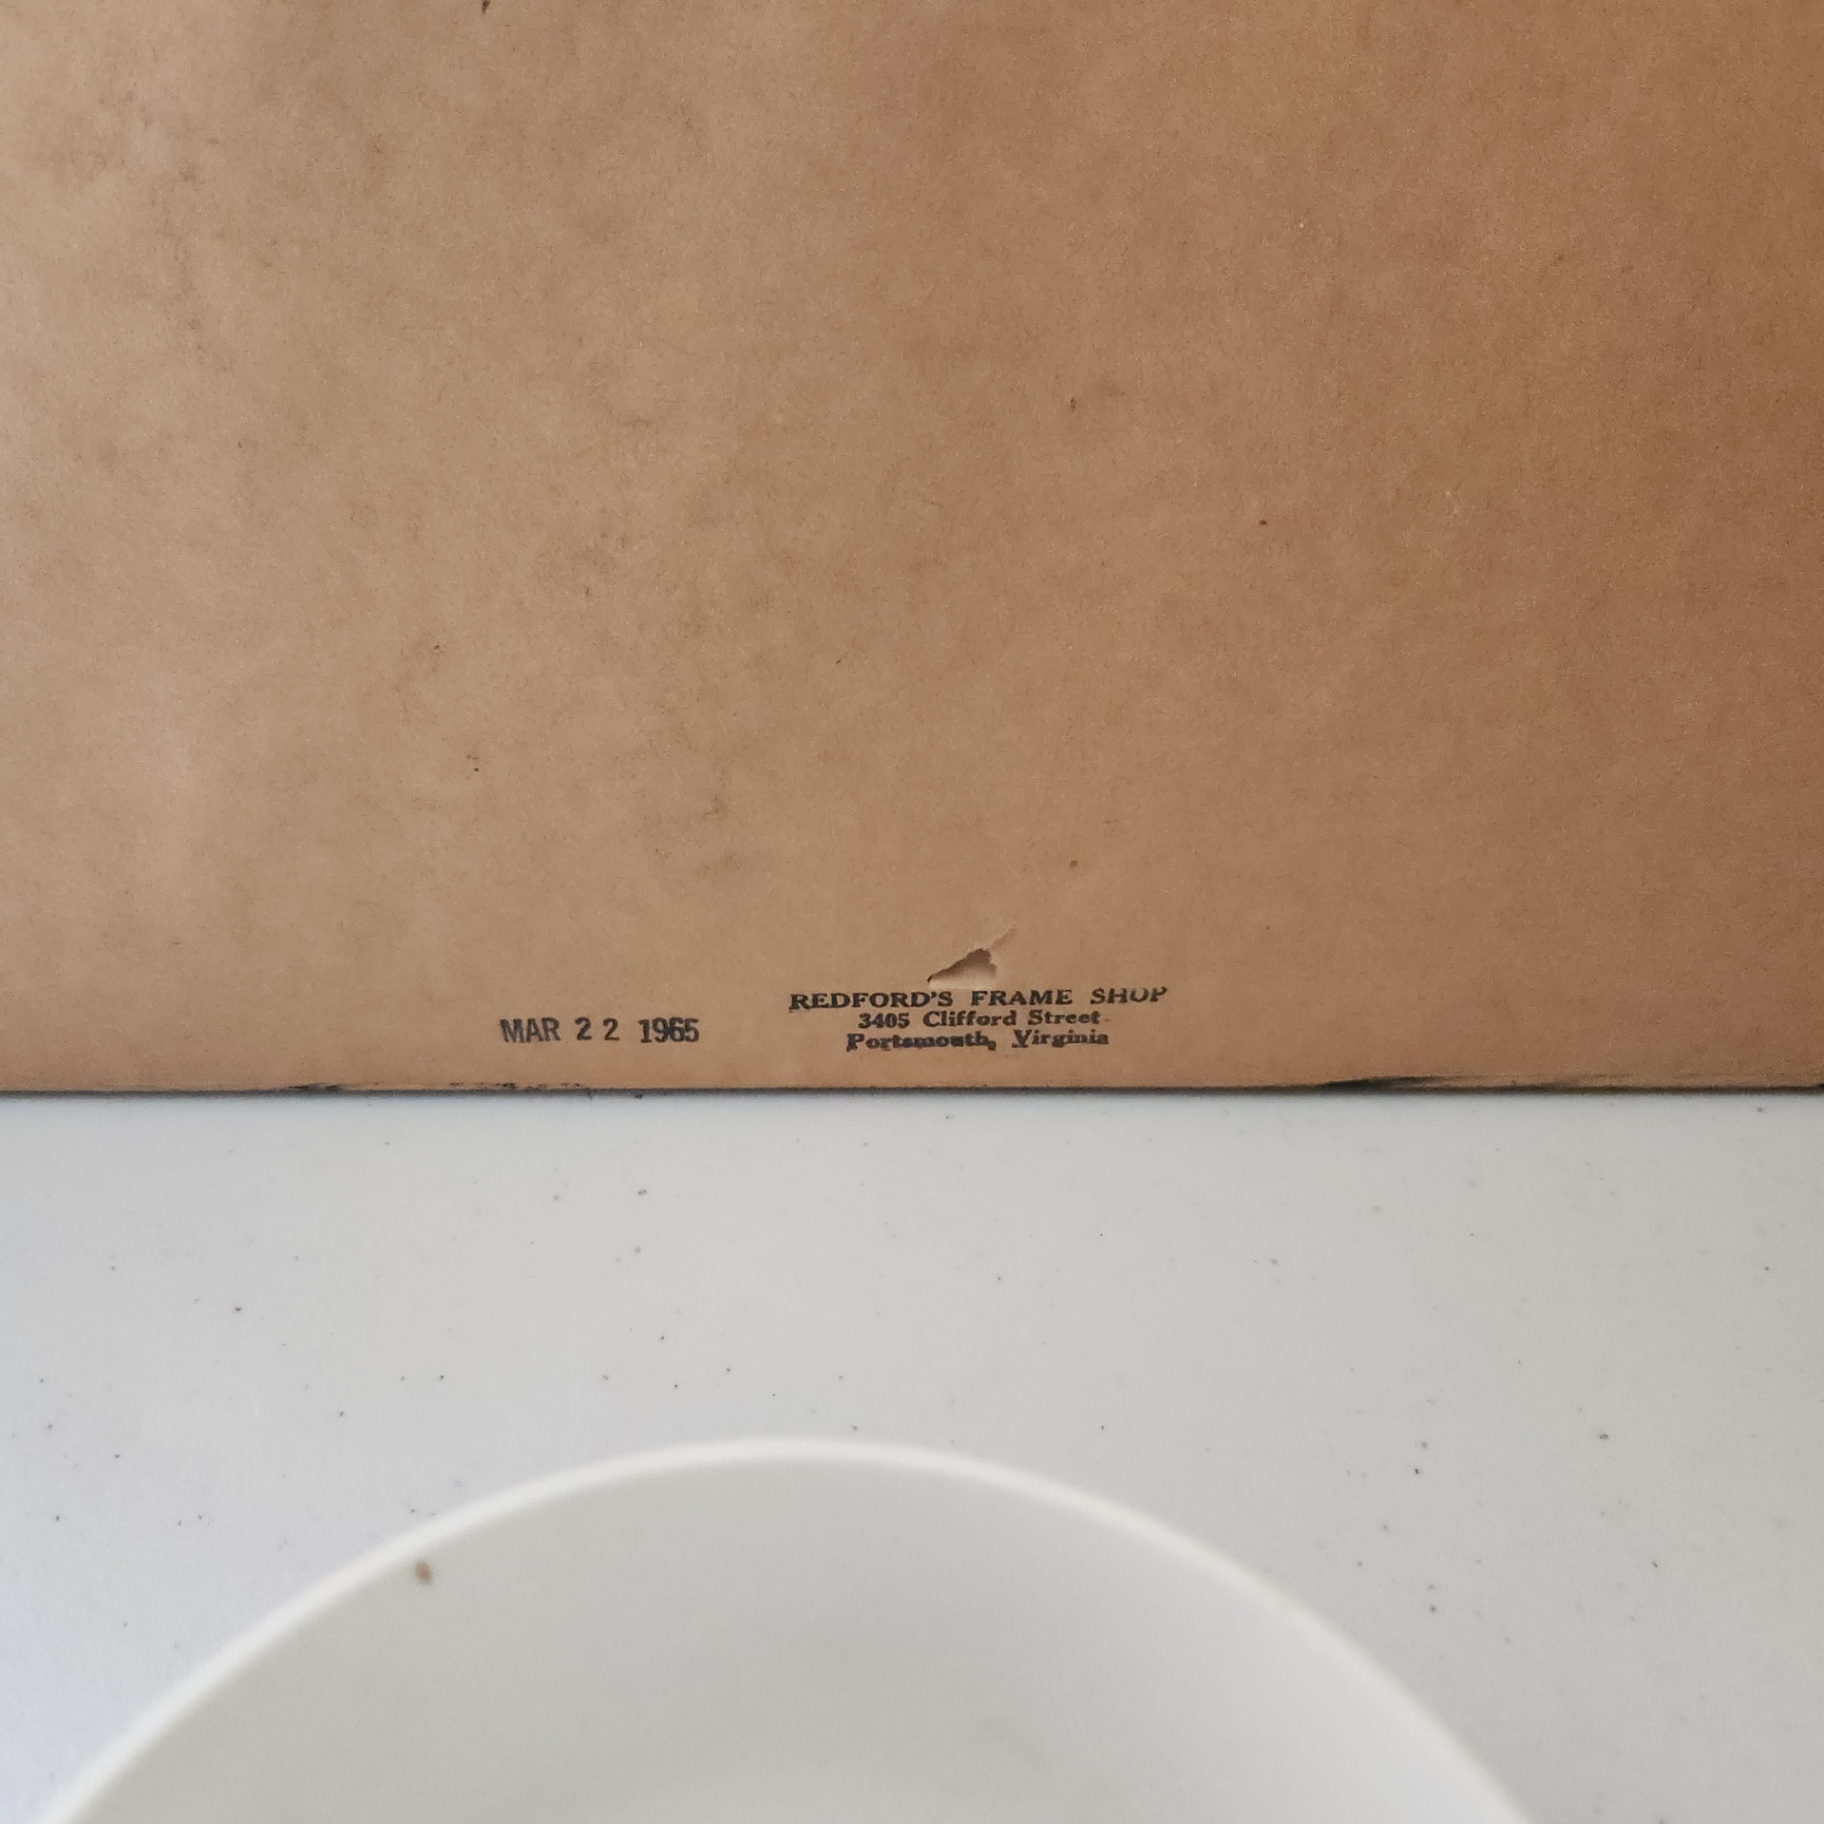 MAR 22 1965
REDFORD'S FRAME SHOP
3405 Clifford Street
Portsmouth, Virginia